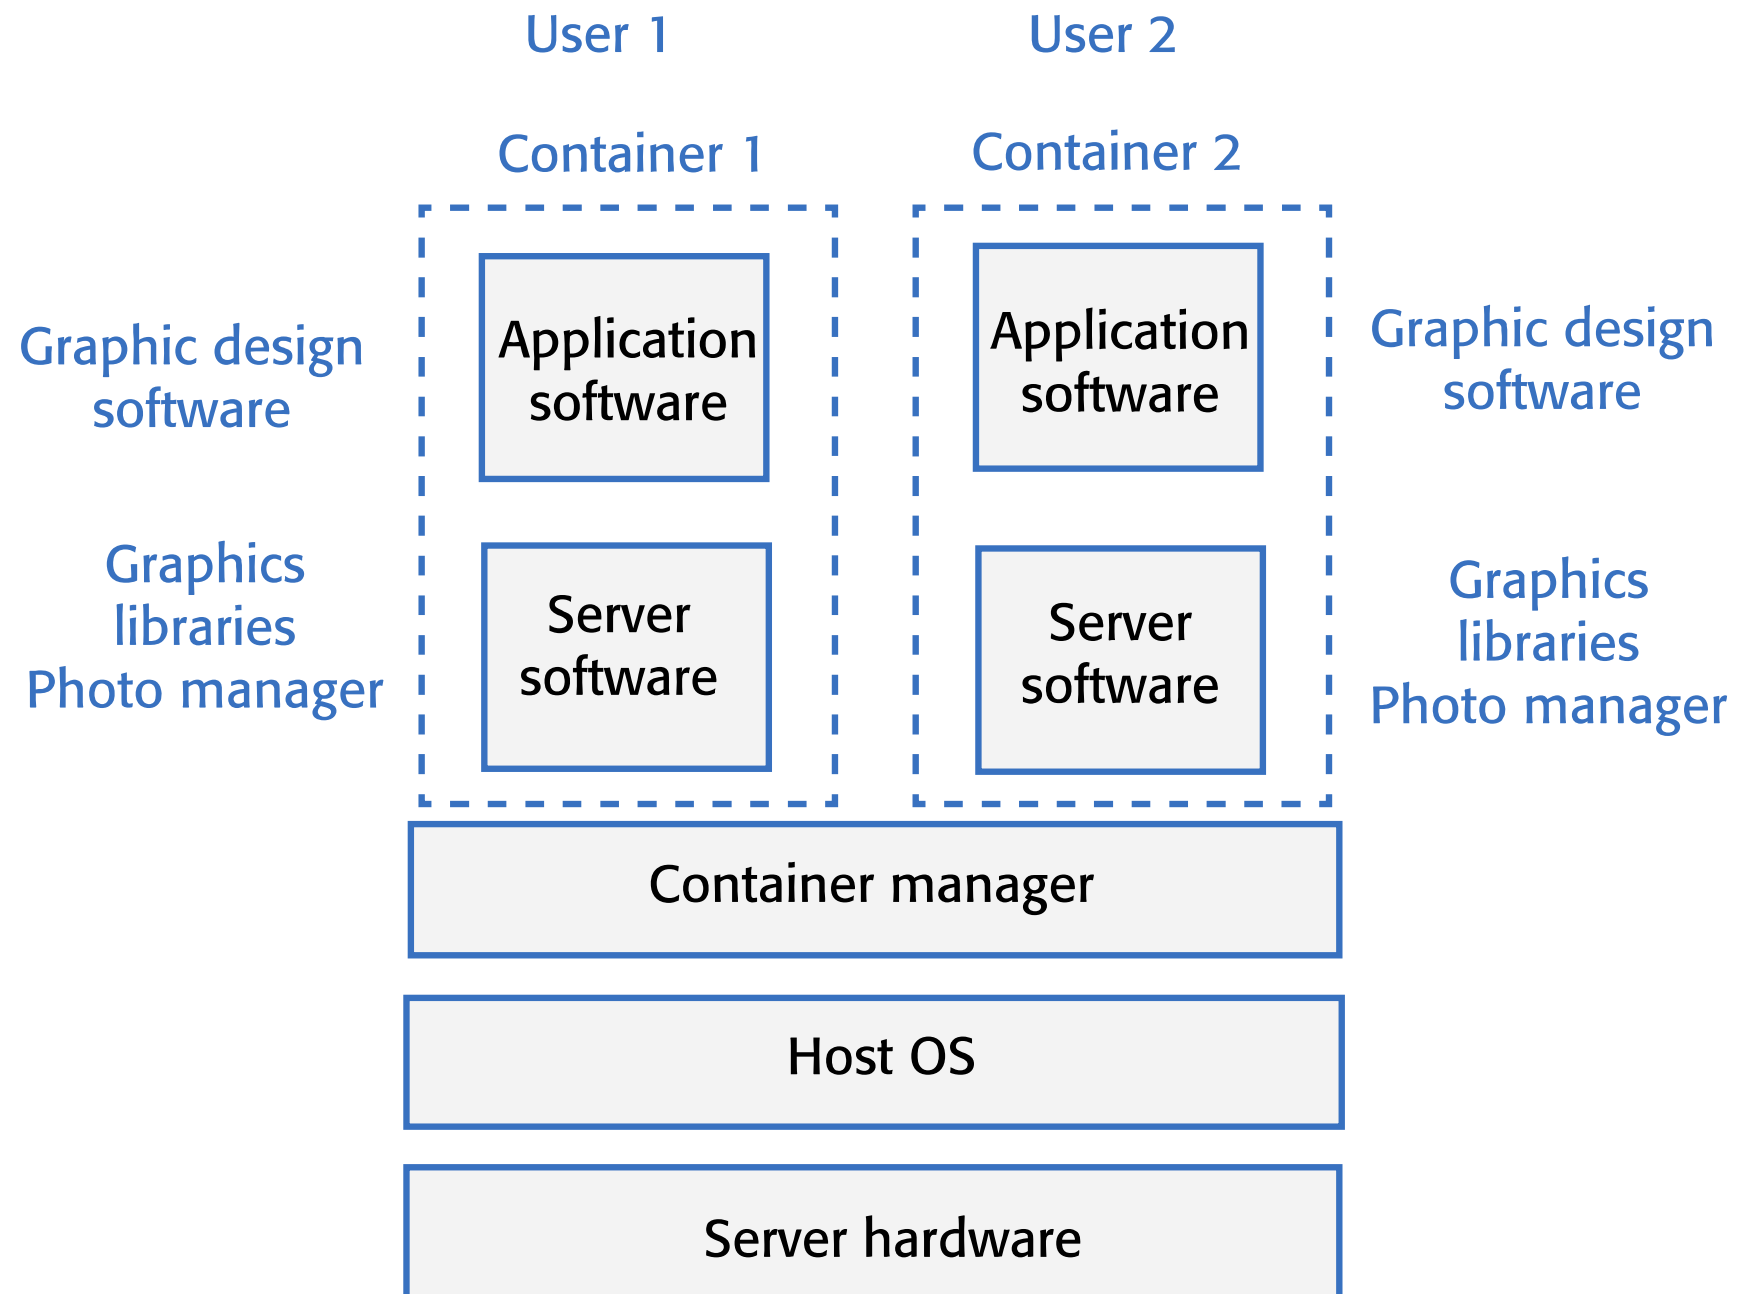 User 1
User 2
Container 1
Container 2
Graphic design
software
Application
software
Application
software
Graphic design
software
Graphics
libraries
Photo manager
Server
software
Server
software
Graphics
libraries
Photo manager
Container manager
Host OS
Server hardware